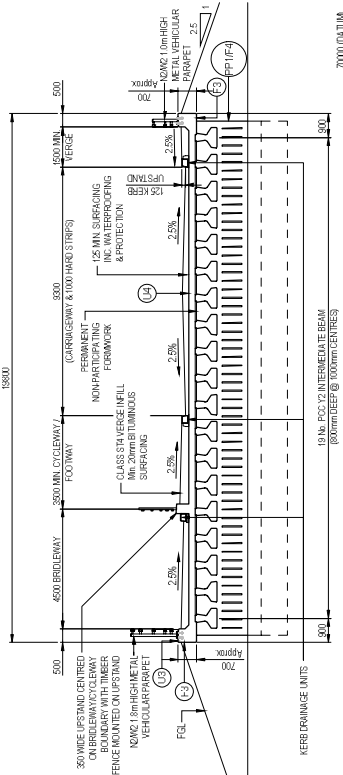 19800
500
4500 BRIDLEWAY
3500 MIN. CYCLEWAY /
FOOTWAY
9300
(CARRIAGEWAY & 1000 HARD STRIPS)
1500 MIN.
VERGE
500
350 WIDE UPSTAND CENTRED
ON BRIDLEWAY/CYCLEWAY
BOUNDARY WITH TIMBER
FENCE MOUNTED ON UPSTAND
N2/W2 1.8m HIGH METAL
VEHICULAR PARAPET
CLASS ST4 VERGE INFILL
Min. 20mm BITUMINOUS
SURFACING
PERMANENT
NON-PARTICIPATING
FORMWORK
125 MIN. SURFACING
INC. WATERPROOFING
& PROTECTION
125 KERB
UPSTAND
N2/W2 1.0m HIGH
METAL VEHICULAR
PARAPET
2.5
1
U3
F3
FGL
U4
F3
PP1/F4
2.5%
2.5%
2.5%
2.5%
2.5%
2.5%
700
Approx.
700
Approx.
900
19 No. PCC Y2 INTERMEDIATE BEAM
(800mm DEEP @ 1000mm CENTRES)
900
KERB DRAINAGE UNITS
70000 (DATUM)